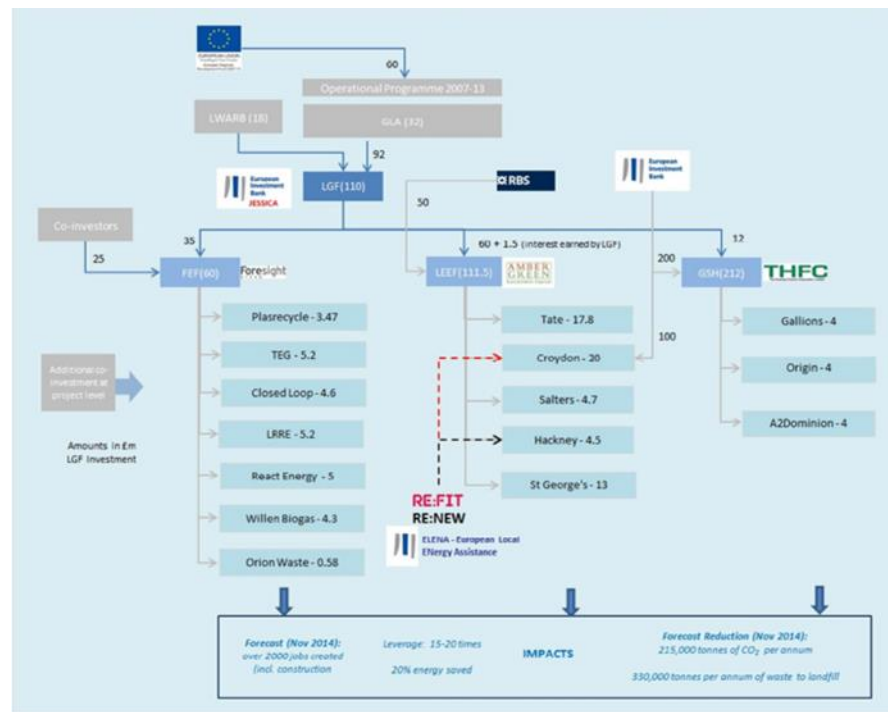 EUROPEAN UNION
60
Operational Programme 2007-13
LWARB (18)
GLA (32)
92
European
Investment
Bank
JESSICA
LGF(110)
RBS
European
Investment
Bank
50
Co-investors
35
60 + 1.5 (interest earned by LGF)
12
25
FEF(60)
Foresight
LEEF(111.5)
AMBER
GREEN
200
GSH(212)
THFC
Plasrecycle - 3.47
Tate - 17.8
Gallions - 4
100
TEG - 5.2
Croydon - 20
Origin - 4
Additional co-
investment at
project level
Closed Loop - 4.6
Salters - 4.7
A2Dominion - 4
Amounts in £m
LGF Investment
LRRE - 5.2
Hackney - 4.5
React Energy - 5
St George's - 13
RE:FIT
RE:NEW
Willen Biogas - 4.3
ELENA - European Local
ENergy Assistance
Orion Waste - 0.58
Forecast (Nov 2014):
over 2000 jobs created
(incl. construction
Leverage: 15-20 times
20% energy saved
IMPACTS
Forecast Reduction (Nov 2014):
215,000 tonnes of CO₂ per annum
330,000 tonnes per annum of waste to landfill